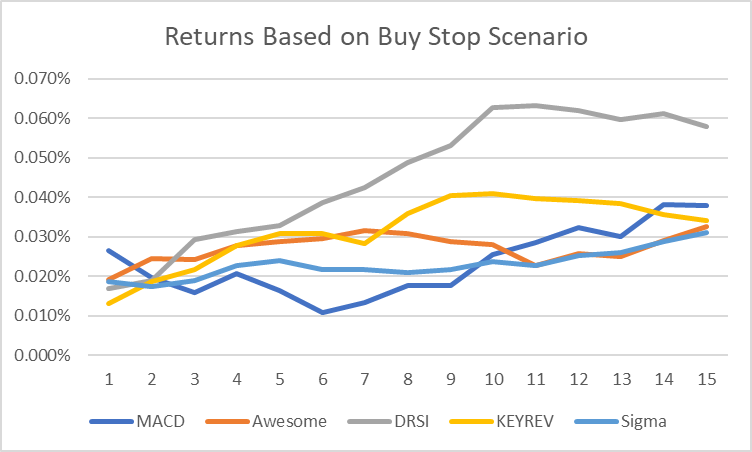 Returns Based on Buy Stop Scenario
0.070%
0.060%
0.050%
0.040%
0.030%
0.020%
0.010%
0.000%
1 2 3 4 5 6 7 8 9 10 11 12 13 14 15
MACD Awesome DRSI KEYREV Sigma